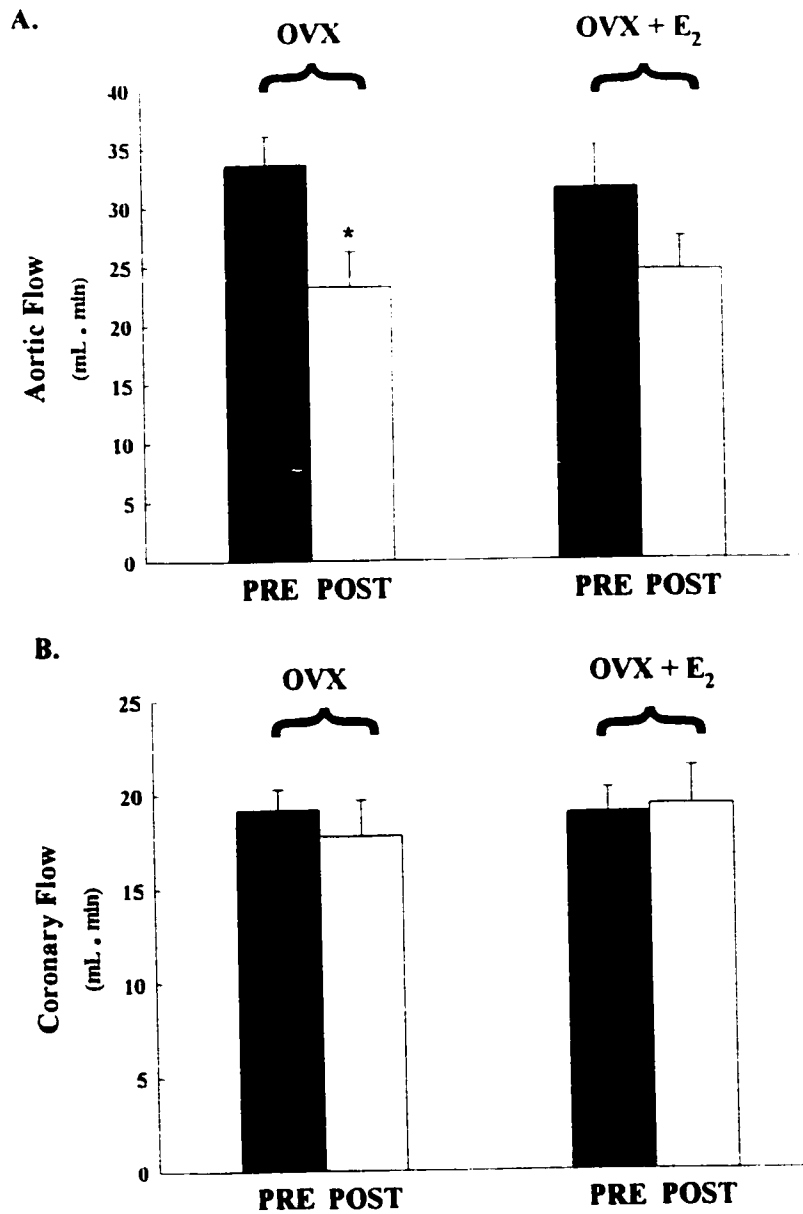 A.
OVX
OVX + E2
40
35
30
25
20
15
10
5
0
Aortic Flow
(mL . min)
*
PRE POST
PRE POST
B.
OVX
OVX + E2
25
20
15
10
5
0
Coronary Flow
(mL . min)
PRE POST
PRE POST